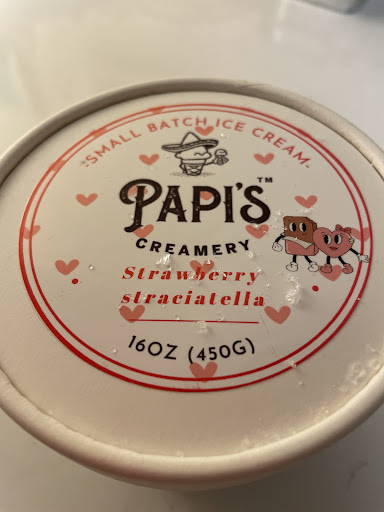 SMALL BATCH ICE CREAM
PAPI'S™
CREAMERY
Strawberry
straciatella
16OZ (450G)